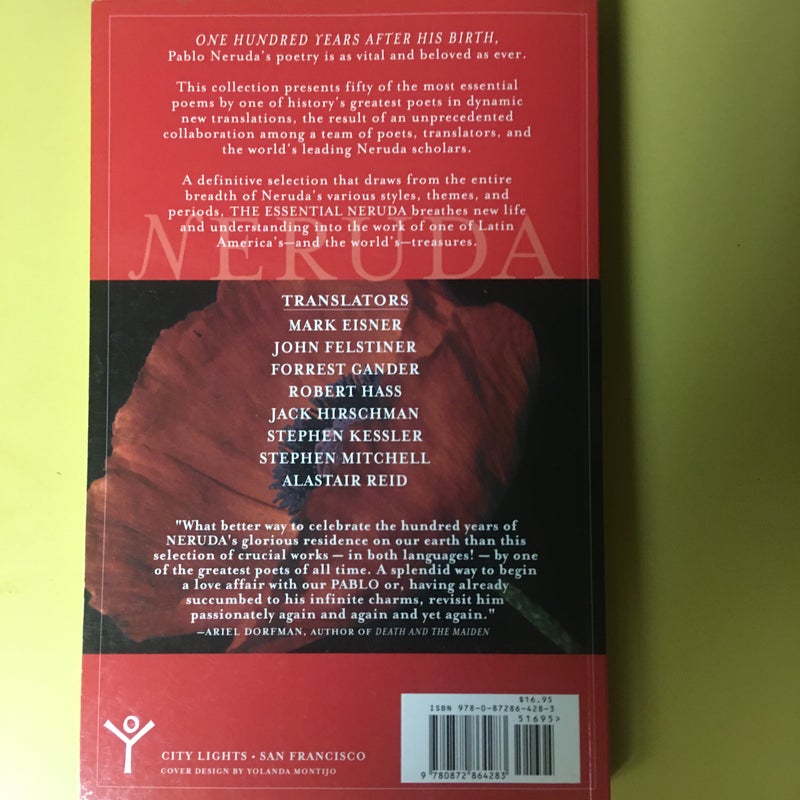 ONE HUNDRED YEARS AFTER HIS BIRTH,
Pablo Neruda's poetry is as vital and beloved as ever.
This collection presents fifty of the most essential
poems by one of history's greatest poets in dynamic
new translations, the result of an unprecedented
collaboration among a team of poets, translators, and
the world's leading Neruda scholars.
A definitive selection that draws from the entire
breadth of Neruda's various styles, themes, and
periods, THE ESSENTIAL NERUDA breathes new life
and understanding into the work of one of Latin
America's—and the world's—treasures.
NERUDA
TRANSLATORS
MARK EISNER
JOHN FELSTINER
FORREST GANDER
ROBERT HASS
JACK HIRSCHMAN
STEPHEN KESSLER
STEPHEN MITCHELL
ALASTAIR REID
"What better way to celebrate the hundred years of
NERUDA's glorious residence on our earth than this
selection of crucial works — in both languages! — by one
of the greatest poets of all time. A splendid way to begin
a love affair with our PABLO or, having already
succumbed to his infinite charms, revisit him
passionately again and again and yet again."
—ARIEL DORFMAN, AUTHOR OF DEATH AND THE MAIDEN
$16.95
ISBN 978-0-87286-428-3
51695>
9 780872 864283
CITY LIGHTS • SAN FRANCISCO
COVER DESIGN BY YOLANDA MONTIJO